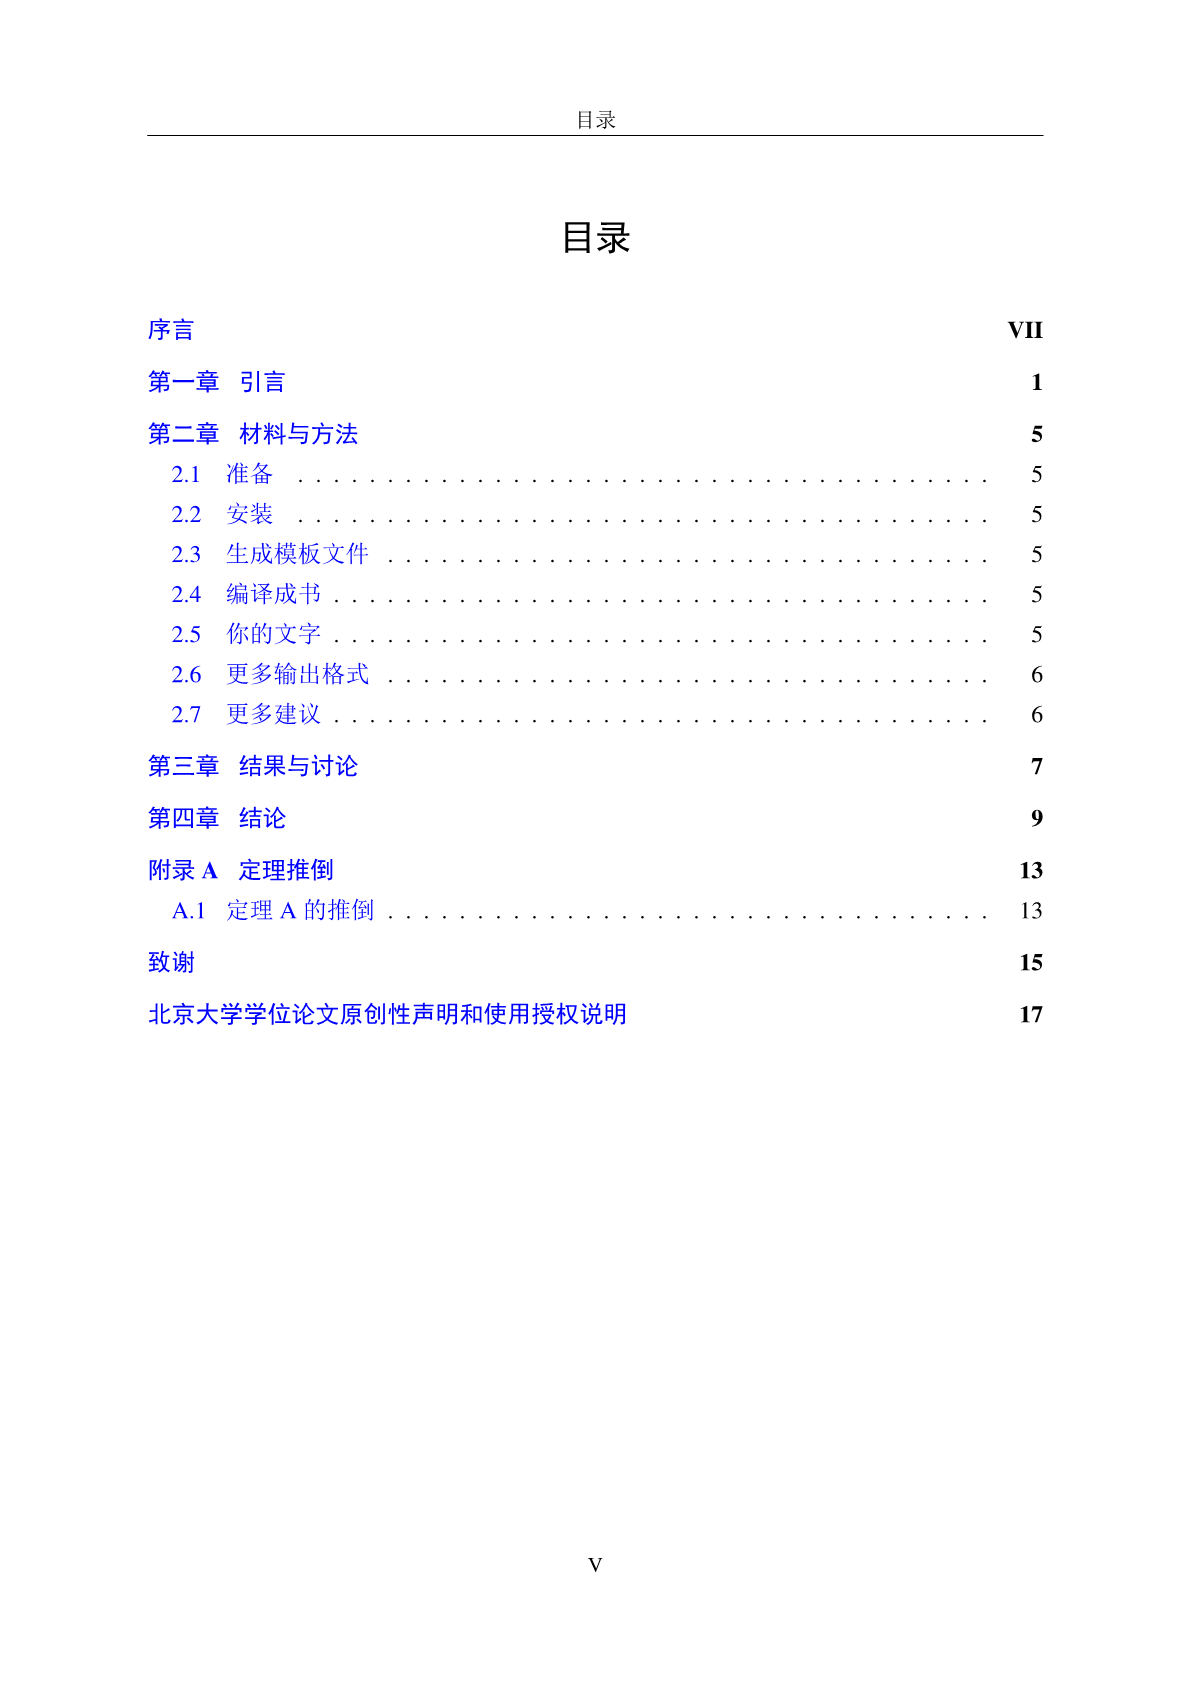 目录
目录
序言 VII
第一章 引言 1
第二章 材料与方法 5
2.1 准备 . . . . . . . . . . . . . . . . . . . . . . . . . . . . . . . . . . . . . . . 5
2.2 安装 . . . . . . . . . . . . . . . . . . . . . . . . . . . . . . . . . . . . . . . 5
2.3 生成模板文件 . . . . . . . . . . . . . . . . . . . . . . . . . . . . . . . . . . 5
2.4 编译成书 . . . . . . . . . . . . . . . . . . . . . . . . . . . . . . . . . . . . . 5
2.5 你的文字 . . . . . . . . . . . . . . . . . . . . . . . . . . . . . . . . . . . . . 5
2.6 更多输出格式 . . . . . . . . . . . . . . . . . . . . . . . . . . . . . . . . . . 6
2.7 更多建议 . . . . . . . . . . . . . . . . . . . . . . . . . . . . . . . . . . . . . 6
第三章 结果与讨论 7
第四章 结论 9
附录 A 定理推倒 13
A.1 定理 A 的推倒 . . . . . . . . . . . . . . . . . . . . . . . . . . . . . . . . . . 13
致谢 15
北京大学学位论文原创性声明和使用授权说明 17
V